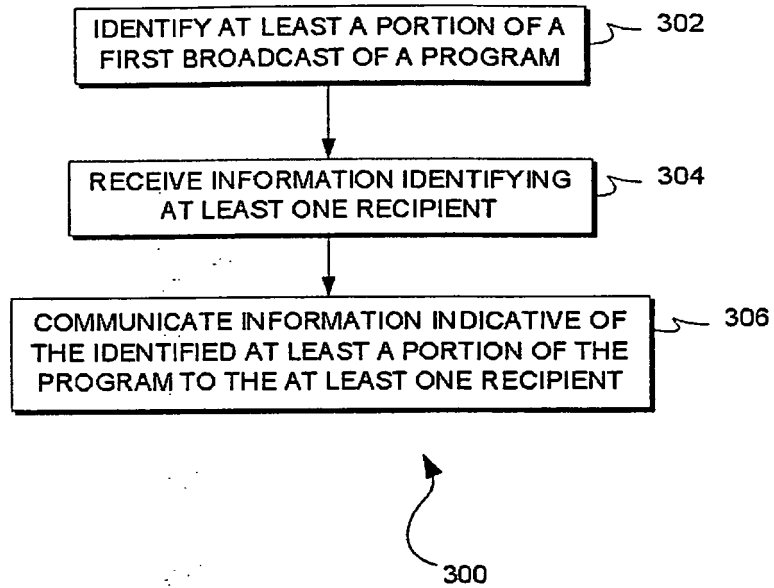 IDENTIFY AT LEAST A PORTION OF A
FIRST BROADCAST OF A PROGRAM
302
RECEIVE INFORMATION IDENTIFYING
AT LEAST ONE RECIPIENT
304
COMMUNICATE INFORMATION INDICATIVE OF
THE IDENTIFIED AT LEAST A PORTION OF THE
PROGRAM TO THE AT LEAST ONE RECIPIENT
306
300